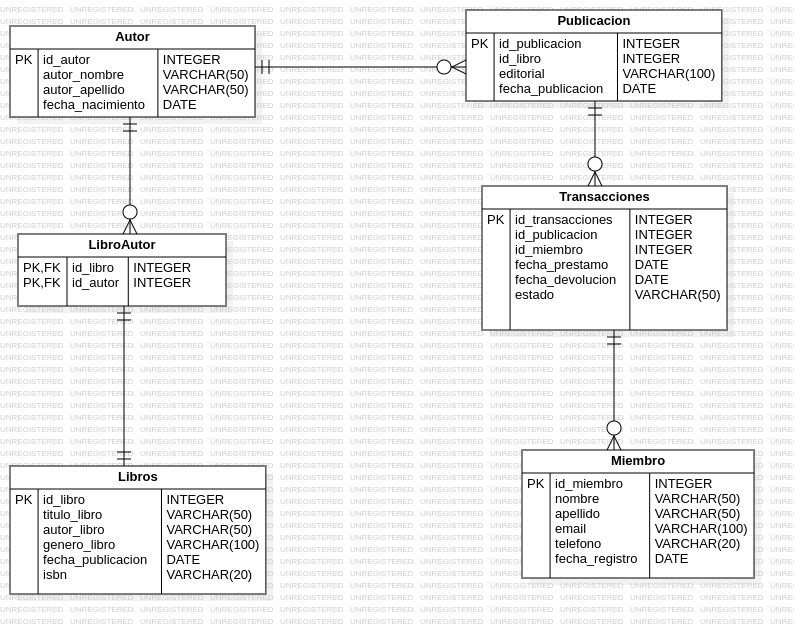 Autor
PK id_autor INTEGER
autor_nombre VARCHAR(50)
autor_apellido VARCHAR(50)
fecha_nacimiento DATE
Publicacion
PK id_publicacion INTEGER
id_libro INTEGER
editorial VARCHAR(100)
fecha_publicacion DATE
LibroAutor
PK,FK id_libro INTEGER
PK,FK id_autor INTEGER
Transacciones
PK id_transacciones INTEGER
id_publicacion INTEGER
id_miembro INTEGER
fecha_prestamo DATE
fecha_devolucion DATE
estado VARCHAR(50)
Libros
PK id_libro INTEGER
titulo_libro VARCHAR(50)
autor_libro VARCHAR(50)
genero_libro VARCHAR(100)
fecha_publicacion DATE
isbn VARCHAR(20)
Miembro
PK id_miembro INTEGER
nombre VARCHAR(50)
apellido VARCHAR(50)
email VARCHAR(100)
telefono VARCHAR(20)
fecha_registro DATE
UNREGISTERED